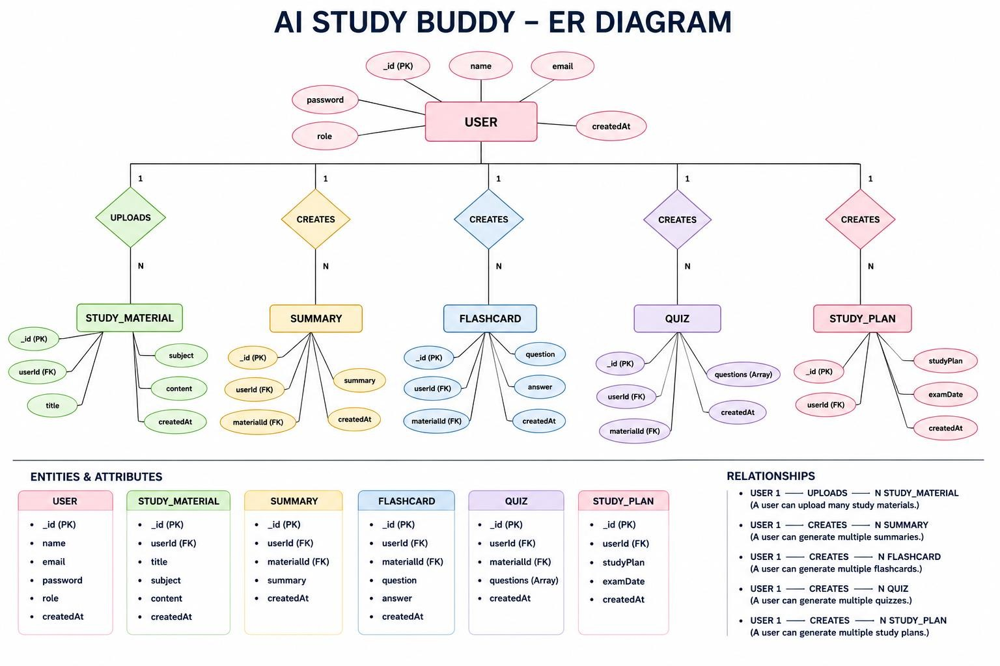 AI STUDY BUDDY – ER DIAGRAM
_id (PK)
name
email
password
role
USER
createdAt
1
1
1
1
1
UPLOADS
CREATES
CREATES
CREATES
CREATES
N
N
N
N
N
STUDY_MATERIAL
_id (PK)
userId (FK)
title
subject
content
createdAt
SUMMARY
_id (PK)
userId (FK)
materialId (FK)
summary
createdAt
FLASHCARD
_id (PK)
userId (FK)
materialId (FK)
question
answer
createdAt
QUIZ
_id (PK)
userId (FK)
materialId (FK)
questions (Array)
createdAt
STUDY_PLAN
_id (PK)
userId (FK)
studyPlan
examDate
createdAt
ENTITIES & ATTRIBUTES
USER
• _id (PK)
• name
• email
• password
• role
• createdAt
STUDY_MATERIAL
• _id (PK)
• userId (FK)
• title
• subject
• content
• createdAt
SUMMARY
• _id (PK)
• userId (FK)
• materialId (FK)
• summary
• createdAt
FLASHCARD
• _id (PK)
• userId (FK)
• materialId (FK)
• question
• answer
• createdAt
QUIZ
• _id (PK)
• userId (FK)
• materialId (FK)
• questions (Array)
• createdAt
STUDY_PLAN
• _id (PK)
• userId (FK)
• studyPlan
• examDate
• createdAt
RELATIONSHIPS
• USER 1 —— UPLOADS —— N STUDY_MATERIAL
(A user can upload many study materials.)
• USER 1 —— CREATES —— N SUMMARY
(A user can generate multiple summaries.)
• USER 1 —— CREATES —— N FLASHCARD
(A user can generate multiple flashcards.)
• USER 1 —— CREATES —— N QUIZ
(A user can generate multiple quizzes.)
• USER 1 —— CREATES —— N STUDY_PLAN
(A user can generate multiple study plans.)